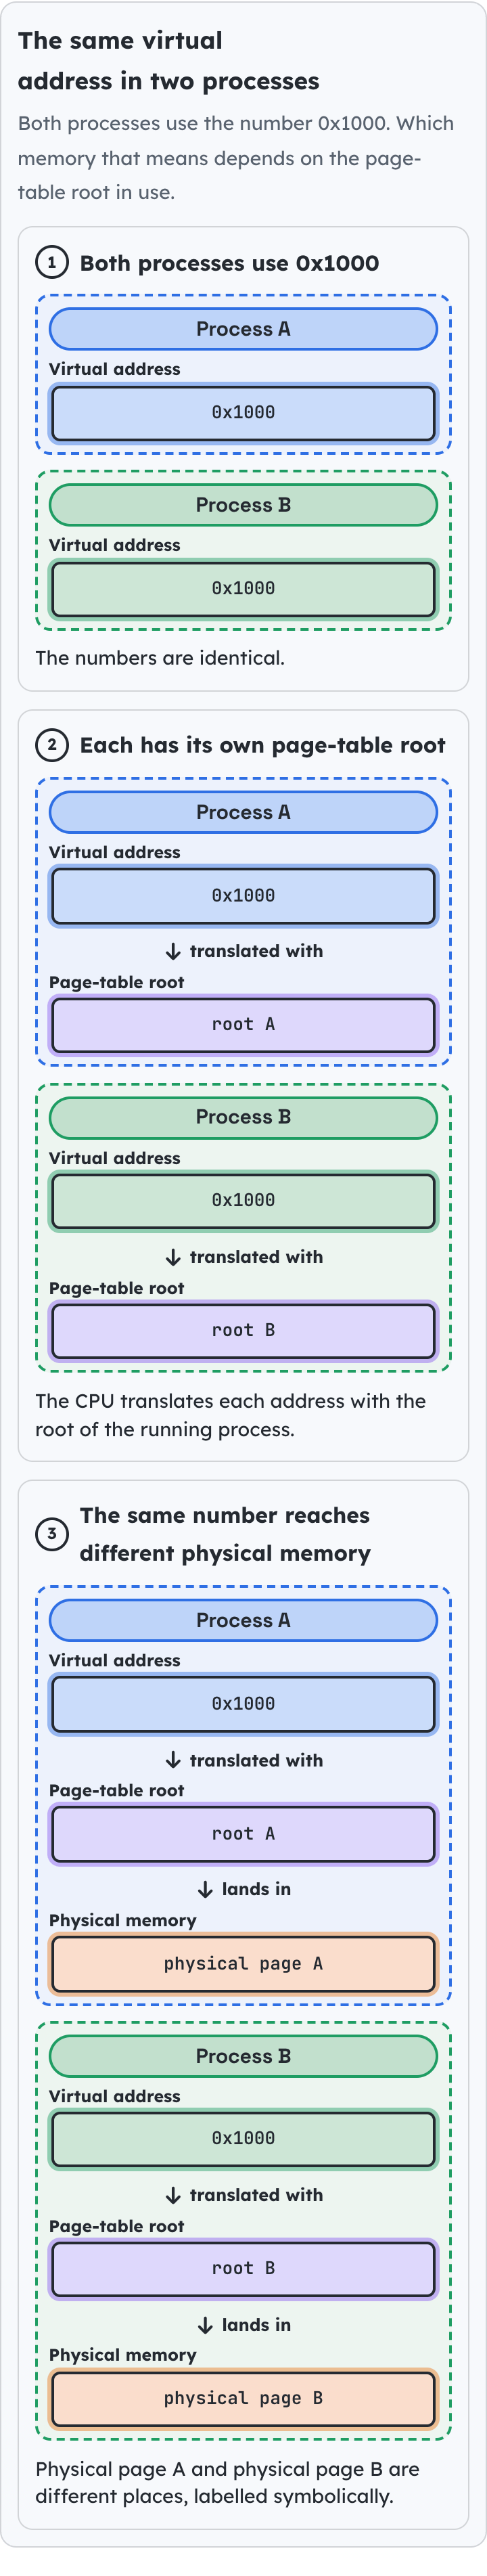 The same virtual
address in two processes
Both processes use the number 0x1000. Which
memory that means depends on the page-
table root in use.
1 Both processes use 0x1000
Process A
Virtual address
0x1000
Process B
Virtual address
0x1000
The numbers are identical.
2 Each has its own page-table root
Process A
Virtual address
0x1000
↓ translated with
Page-table root
root A
Process B
Virtual address
0x1000
↓ translated with
Page-table root
root B
The CPU translates each address with the
root of the running process.
3 The same number reaches
different physical memory
Process A
Virtual address
0x1000
↓ translated with
Page-table root
root A
↓ lands in
Physical memory
physical page A
Process B
Virtual address
0x1000
↓ translated with
Page-table root
root B
↓ lands in
Physical memory
physical page B
Physical page A and physical page B are
different places, labelled symbolically.